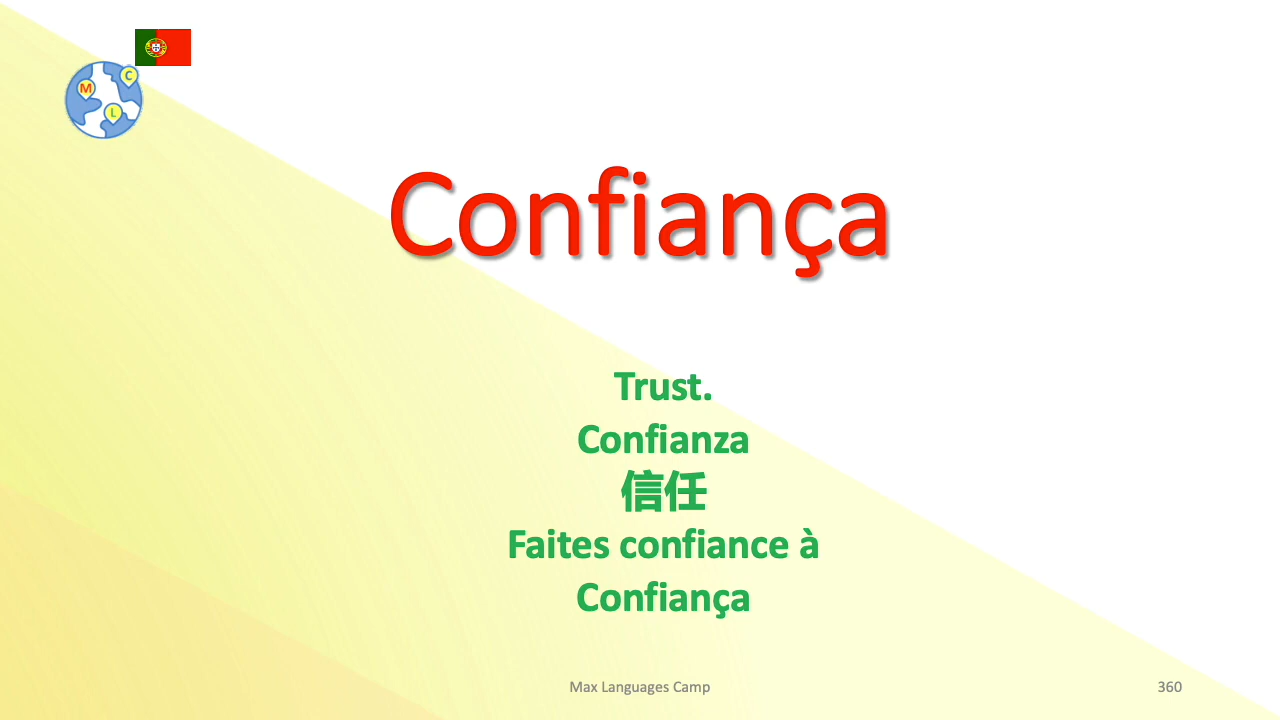 M
C
L
Confiança
Trust.
Confianza
信任
Faites confiance à
Confiança
Max Languages Camp
360